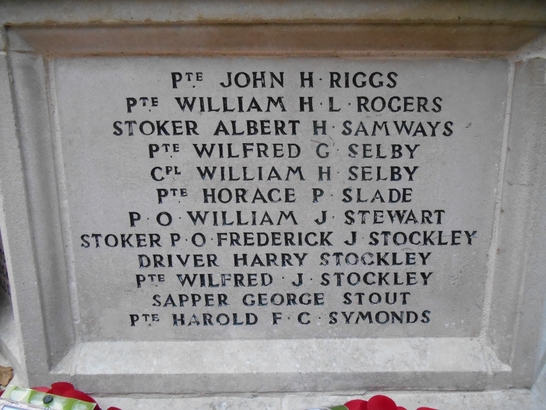 PTE JOHN H. RIGGS
PTE WILLIAM H. L. ROGERS
STOKER ALBERT H. SAMWAYS
PTE WILFRED G. SELBY
CPL WILLIAM H. SELBY
PTE HORACE P. SLADE
P. O. WILLIAM J. STEWART
STOKER P. O. FREDERICK J. STOCKLEY
DRIVER HARRY STOCKLEY
PTE WILFRED. J. STOCKLEY
SAPPER GEORGE STOUT
PTE HAROLD F. C. SYMONDS